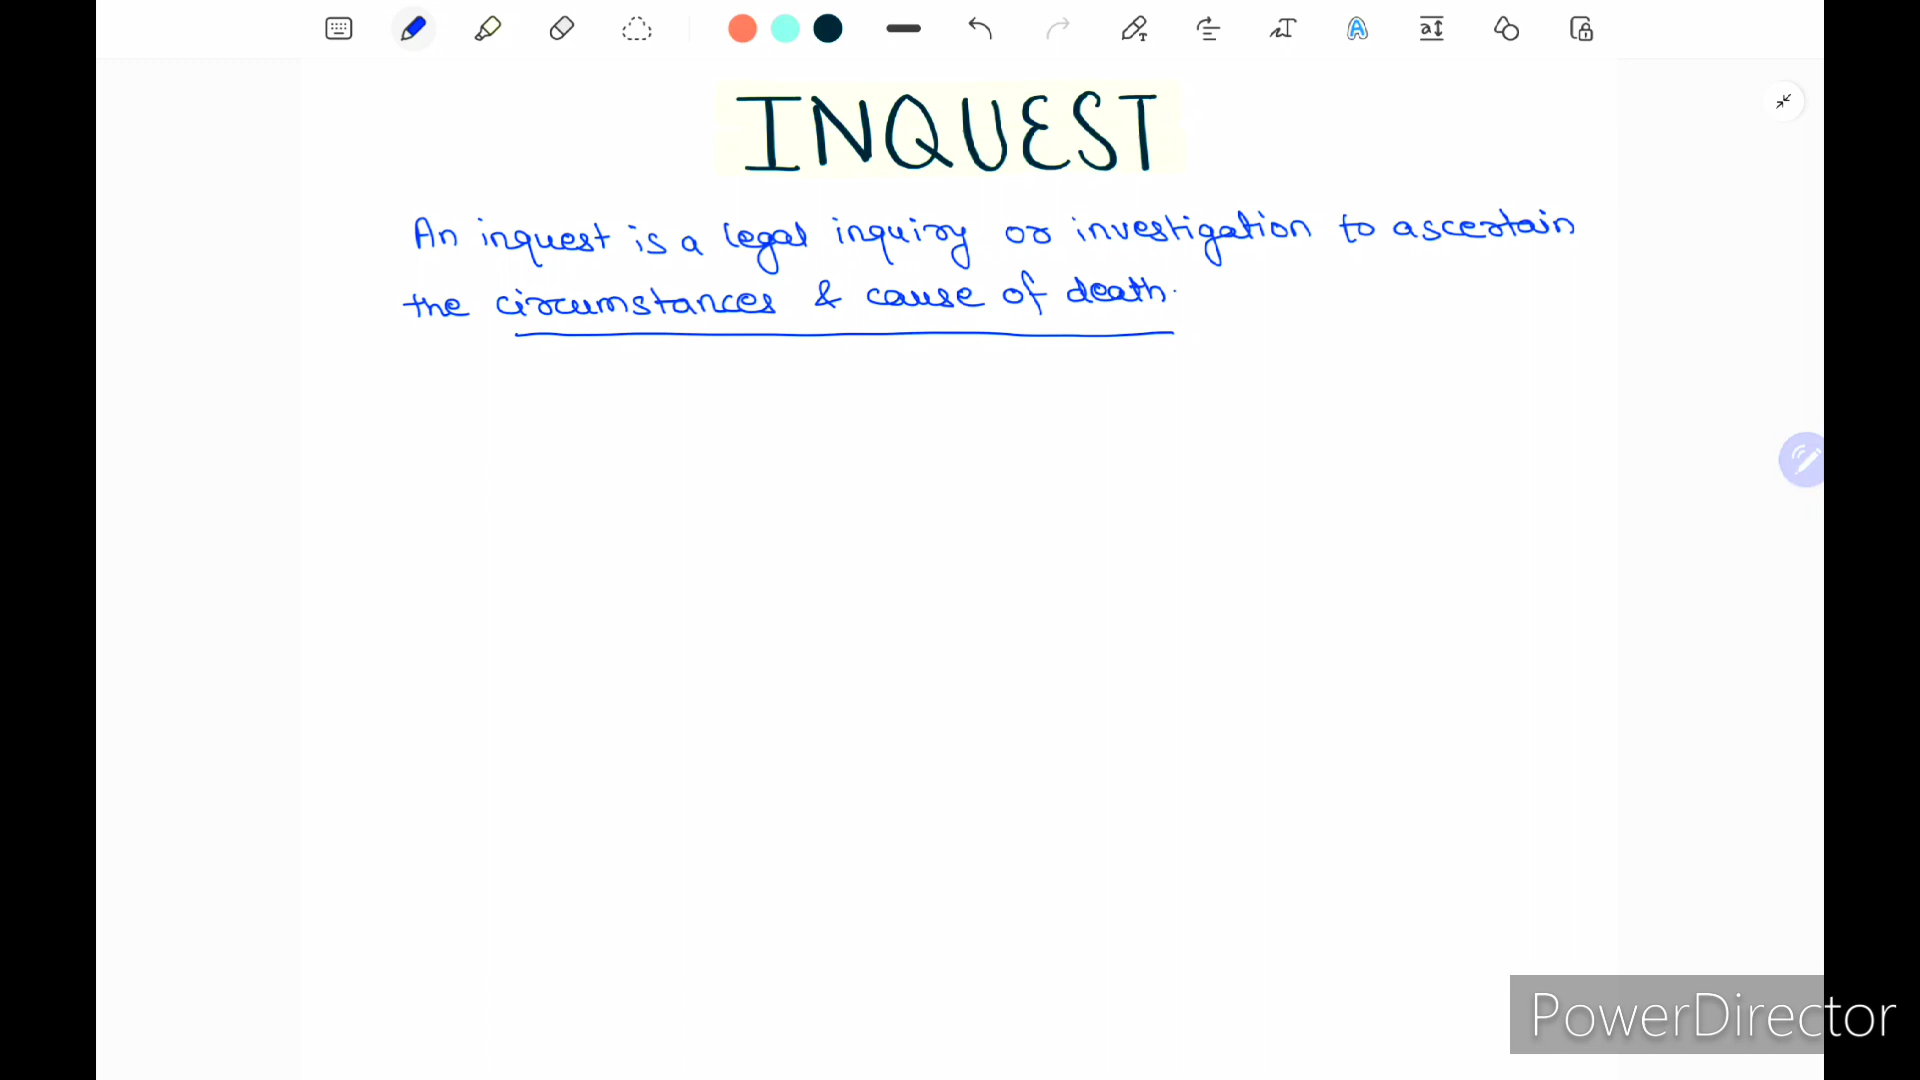 INQUEST
An inquest is a legal inquiry or investigation to ascertain
the circumstances & cause of death.
PowerDirector